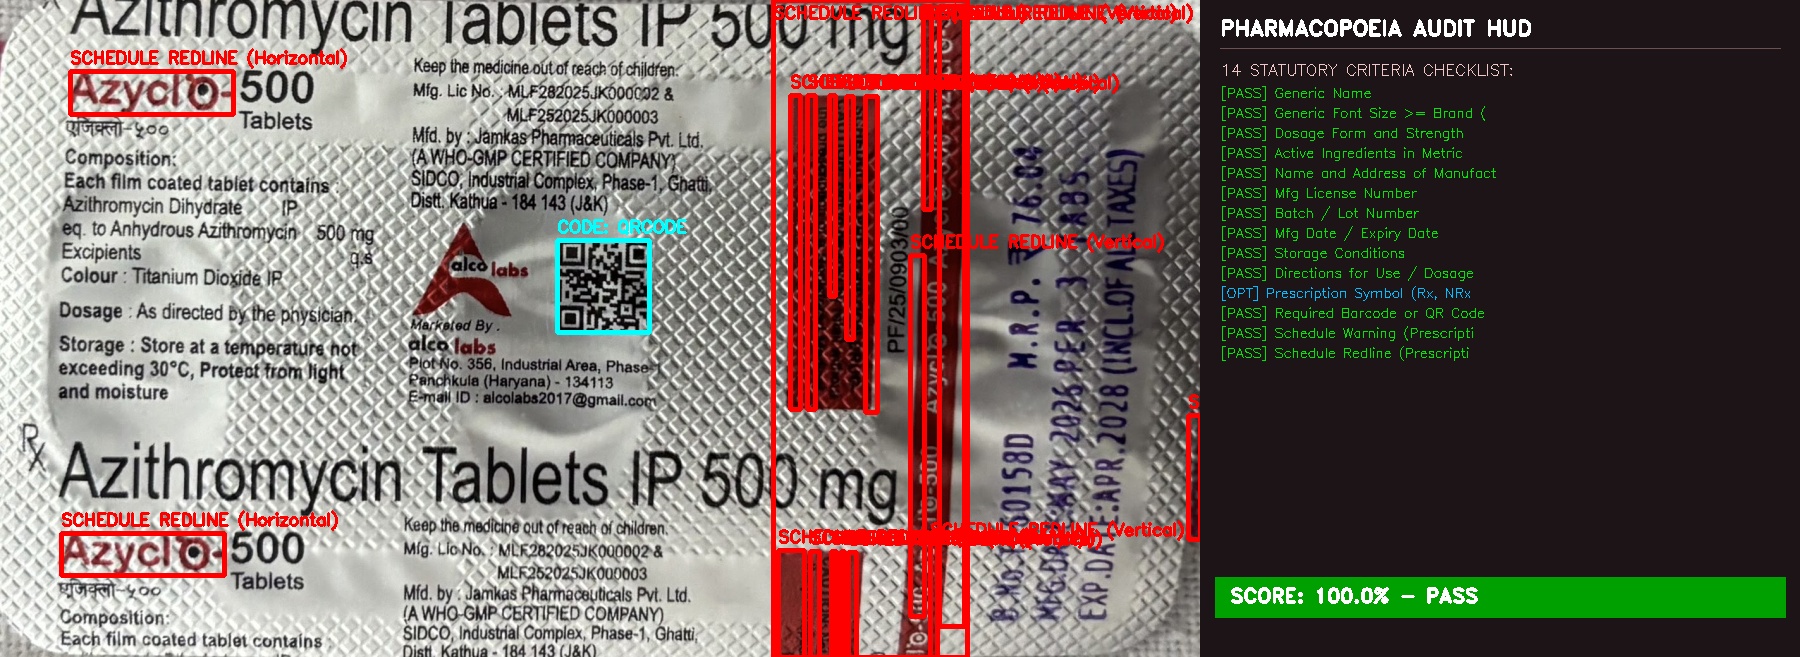 Azithromycin Tablets IP 500 mg
SCHEDULE REDLINE (Horizontal)
Azyclo-500
Tablets
एजिक्लो-५००
Composition:
Each film coated tablet contains :
Azithromycin Dihydrate IP
eq. to Anhydrous Azithromycin 500 mg
Excipients q.s
Colour : Titanium Dioxide IP
Dosage : As directed by the physician.
Storage : Store at a temperature not
exceeding 30°C, Protect from light
and moisture
Keep the medicine out of reach of children.
Mfg. Lic No. : MLF282025JK000002 &
MLF252025JK000003
Mfd. by : Jamkas Pharmaceuticals Pvt. Ltd.
(A WHO-GMP CERTIFIED COMPANY)
SIDCO, Industrial Complex, Phase-1, Ghatti,
Distt. Kathua - 184 143 (J&K)
CODE: QRCODE
alco labs
Marketed By .
alco labs
Plot No. 356, Industrial Area, Phase-1
Panchkula (Haryana) - 134113
E-mail ID : alcolabs2017@gmail.com
Rx
Azithromycin Tablets IP 500 mg
SCHEDULE REDLINE (Horizontal)
Azyclo-500
Tablets
एजिक्लो-५००
Composition:
Each film coated tablet contains :
Keep the medicine out of reach of children.
Mfg. Lic No. : MLF282025JK000002 &
MLF252025JK000003
Mfd. by : Jamkas Pharmaceuticals Pvt. Ltd.
(A WHO-GMP CERTIFIED COMPANY)
SIDCO, Industrial Complex, Phase-1, Ghatti,
Distt. Kathua - 184 143 (J&K)
SCHEDULE REDLINE (Vertical)
SCHEDULE REDLINE (Vertical)
PF/25/0903/00
Azyclo-500
M.R.P.
PER 3 TABS.
MAY.2026
EXP.DATE:APR.2028 (INCL.OF ALL TAXES)
PHARMACOPOEIA AUDIT HUD
14 STATUTORY CRITERIA CHECKLIST:
[PASS] Generic Name
[PASS] Generic Font Size >= Brand (
[PASS] Dosage Form and Strength
[PASS] Active Ingredients in Metric
[PASS] Name and Address of Manufact
[PASS] Mfg License Number
[PASS] Batch / Lot Number
[PASS] Mfg Date / Expiry Date
[PASS] Storage Conditions
[PASS] Directions for Use / Dosage
[OPT] Prescription Symbol (Rx, NRx
[PASS] Required Barcode or QR Code
[PASS] Schedule Warning (Prescripti
[PASS] Schedule Redline (Prescripti
SCORE: 100.0% - PASS